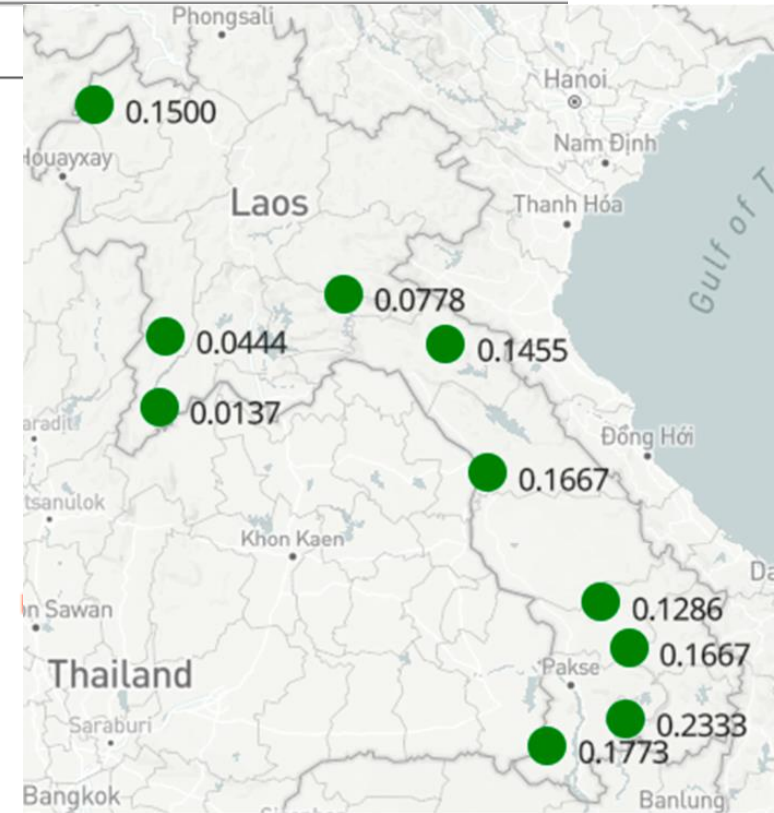 Phongsali
Hanoi
0.1500
Nam Định
Houayxay
Laos
Thanh Hóa
Gulf of T
0.0778
0.0444
0.1455
0.0137
aradit
Đồng Hới
0.1667
tsanulok
Khon Kaen
Da
n Sawan
0.1286
0.1667
Pakse
Thailand
0.2333
Saraburi
0.1773
Bangkok
Banlung